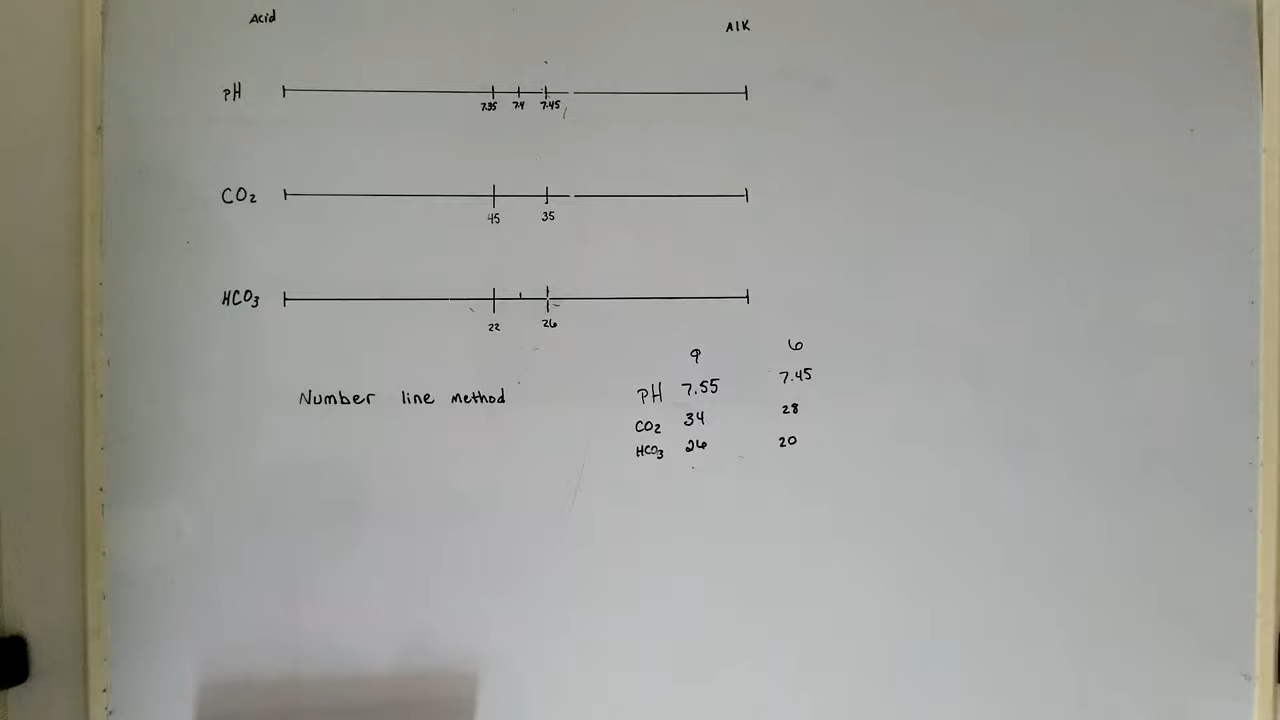 Acid
Alk
pH
7.35 7.4 7.45
CO2
45 35
HCO3
22 26
Number line method
9 6
pH 7.55 7.45
CO2 34 28
HCO3 26 20